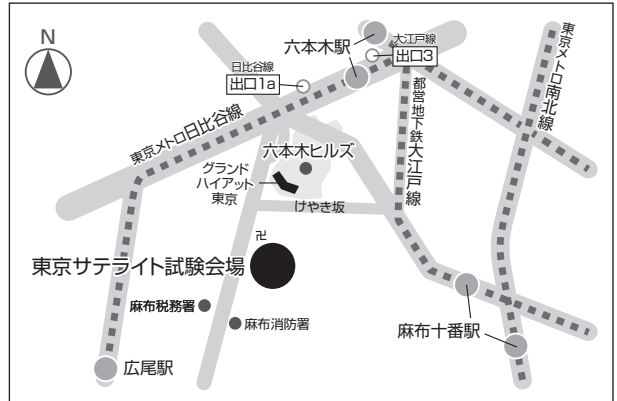 N
六本木駅
大江戸線
出口3
日比谷線
出口1a
東京メトロ日比谷線
都営地下鉄大江戸線
東京メトロ南北線
六本木ヒルズ
グランド
ハイアット
東京
けやき坂
卍
東京サテライト試験会場
麻布税務署
麻布消防署
麻布十番駅
広尾駅